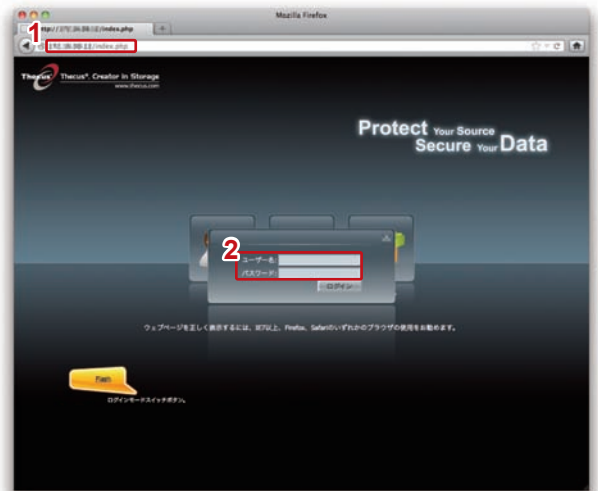 Mozilla Firefox
1
/index.php
Thecus
Thecus®, Creator in Storage
www.thecus.com
Protect Your Source
Secure Your Data
2
ユーザー名:
パスワード:
ログイン
ウェブページを正しく表示するには、IE7以上、Firefox、Safariのいずれかのブラウザの使用をお勧めます。
Flash
ログインモードスイッチボタン。